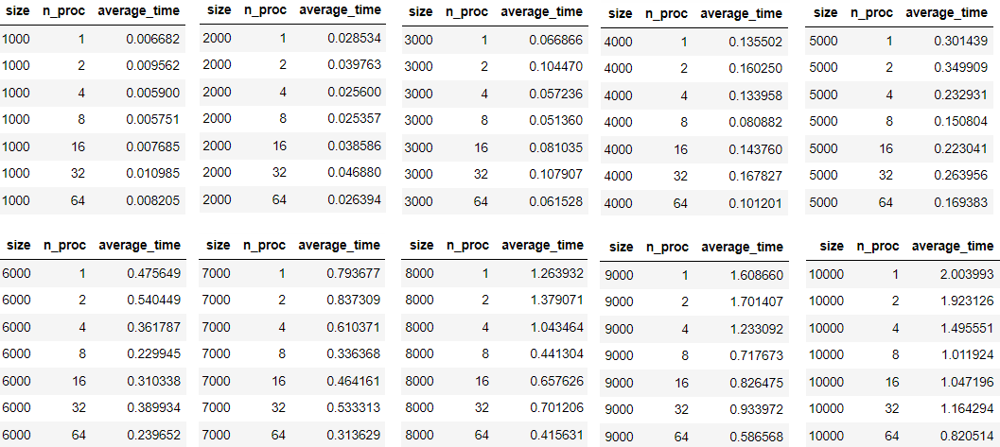 size n_proc average_time
1000 1 0.006682
1000 2 0.009562
1000 4 0.005900
1000 8 0.005751
1000 16 0.007685
1000 32 0.010985
1000 64 0.008205
size n_proc average_time
2000 1 0.028534
2000 2 0.039763
2000 4 0.025600
2000 8 0.025357
2000 16 0.038586
2000 32 0.046880
2000 64 0.026394
size n_proc average_time
3000 1 0.066866
3000 2 0.104470
3000 4 0.057236
3000 8 0.051360
3000 16 0.081035
3000 32 0.107907
3000 64 0.061528
size n_proc average_time
4000 1 0.135502
4000 2 0.160250
4000 4 0.133958
4000 8 0.080882
4000 16 0.143760
4000 32 0.167827
4000 64 0.101201
size n_proc average_time
5000 1 0.301439
5000 2 0.349909
5000 4 0.232931
5000 8 0.150804
5000 16 0.223041
5000 32 0.263956
5000 64 0.169383
size n_proc average_time
6000 1 0.475649
6000 2 0.540449
6000 4 0.361787
6000 8 0.229945
6000 16 0.310338
6000 32 0.389934
6000 64 0.239652
size n_proc average_time
7000 1 0.793677
7000 2 0.837309
7000 4 0.610371
7000 8 0.336368
7000 16 0.464161
7000 32 0.533313
7000 64 0.313629
size n_proc average_time
8000 1 1.263932
8000 2 1.379071
8000 4 1.043464
8000 8 0.441304
8000 16 0.657626
8000 32 0.701206
8000 64 0.415631
size n_proc average_time
9000 1 1.608660
9000 2 1.701407
9000 4 1.233092
9000 8 0.717673
9000 16 0.826475
9000 32 0.933972
9000 64 0.586568
size n_proc average_time
10000 1 2.003993
10000 2 1.923126
10000 4 1.495551
10000 8 1.011924
10000 16 1.047196
10000 32 1.164294
10000 64 0.820514